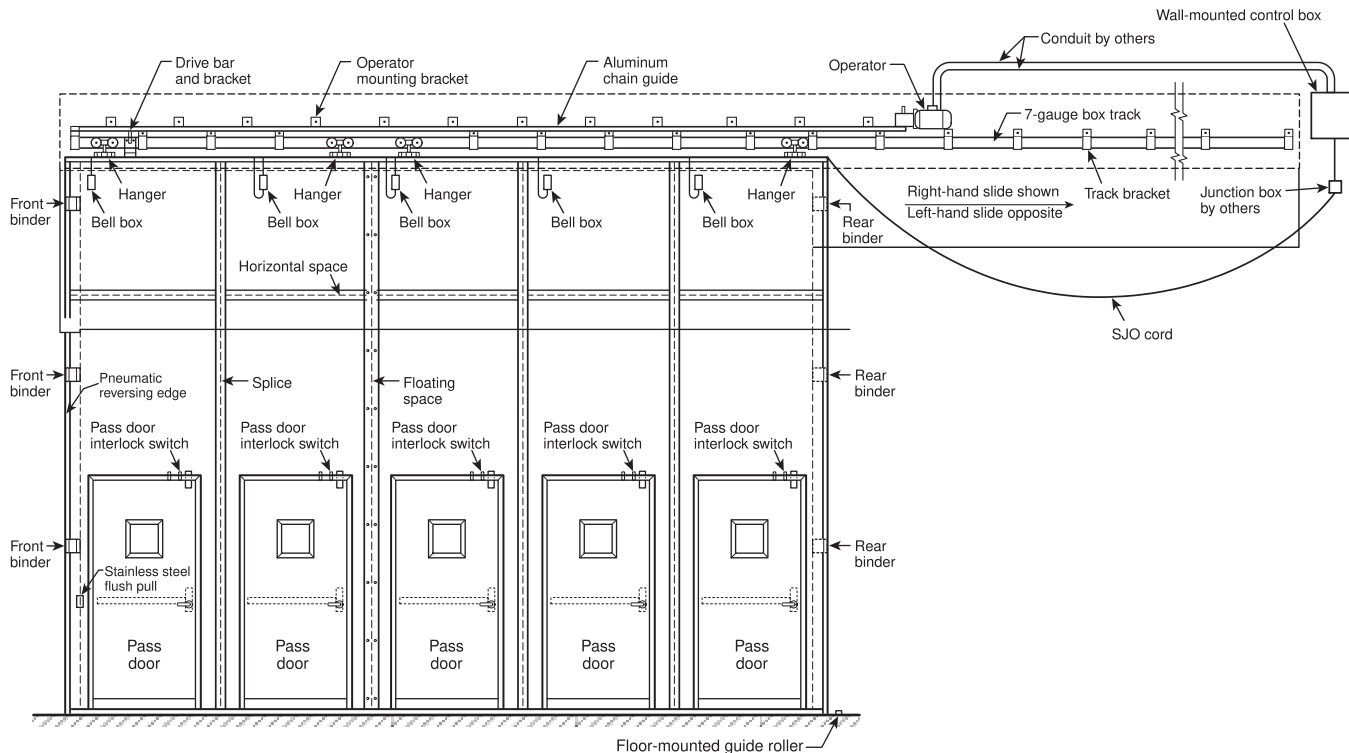 Wall-mounted control box
Conduit by others
Drive bar
and bracket
Operator
mounting bracket
Aluminum
chain guide
Operator
7-gauge box track
Hanger
Hanger
Hanger
Hanger
Right-hand slide shown
Left-hand slide opposite
Track bracket
Junction box
by others
Front
binder
Bell box
Bell box
Bell box
Bell box
Bell box
Rear
binder
Horizontal space
SJO cord
Front
binder
Pneumatic
reversing edge
Splice
Floating
space
Rear
binder
Pass door
interlock switch
Pass door
interlock switch
Pass door
interlock switch
Pass door
interlock switch
Pass door
interlock switch
Front
binder
Rear
binder
Stainless steel
flush pull
Pass
door
Pass
door
Pass
door
Pass
door
Pass
door
Floor-mounted guide roller